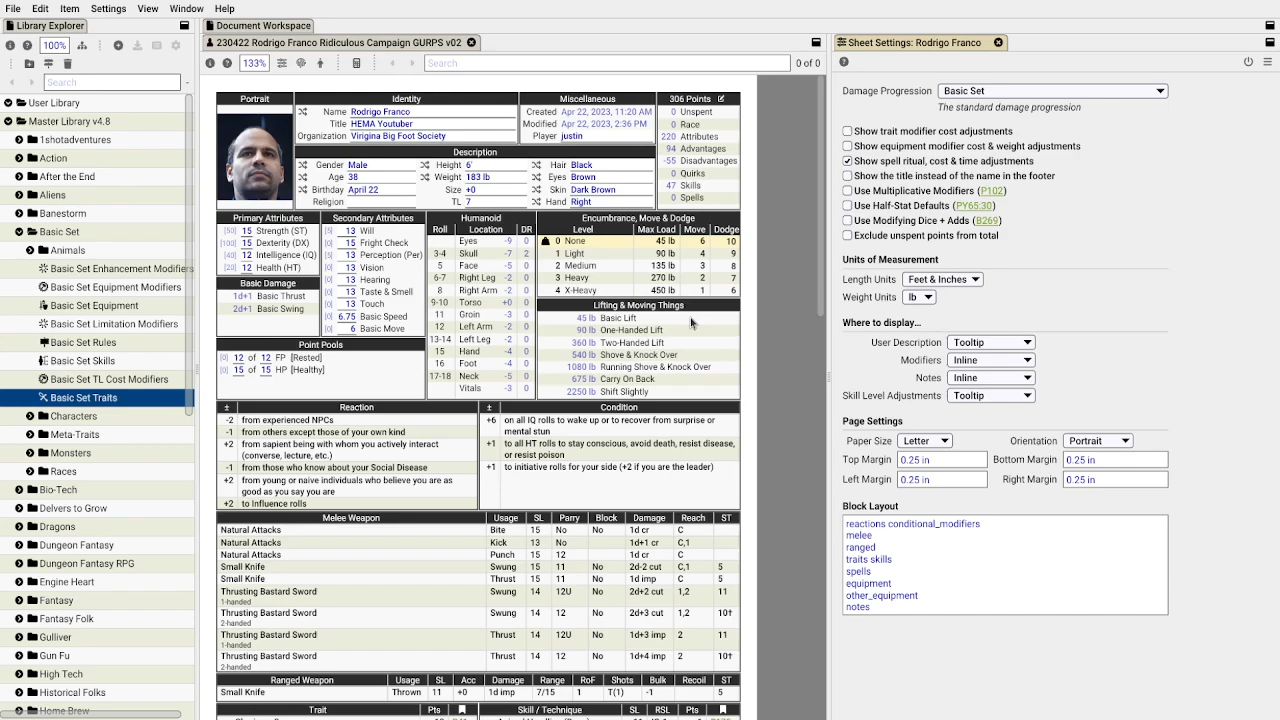 File Edit Item Settings View Window Help
Library Explorer
100%
Search
User Library
Master Library v4.8
1shotadventures
Action
After the End
Aliens
Banestorm
Basic Set
Animals
Basic Set Enhancement Modifiers
Basic Set Equipment Modifiers
Basic Set Equipment
Basic Set Limitation Modifiers
Basic Set Rules
Basic Set Skills
Basic Set TL Cost Modifiers
Basic Set Traits
Characters
Meta-Traits
Monsters
Races
Bio-Tech
Delvers to Grow
Dragons
Dungeon Fantasy
Dungeon Fantasy RPG
Engine Heart
Fantasy
Fantasy Folk
Gulliver
Gun Fu
High Tech
Historical Folks
Home Brew
Document Workspace
230422 Rodrigo Franco Ridiculous Campaign GURPS v02
133% Search 0 of 0
Portrait
Identity
Name Rodrigo Franco
Title HEMA Youtuber
Organization Virigina Big Foot Society
Miscellaneous
Created Apr 22, 2023, 11:20 AM
Modified Apr 22, 2023, 2:36 PM
Player justin
306 Points
0 Unspent
0 Race
220 Attributes
94 Advantages
-55 Disadvantages
0 Quirks
47 Skills
0 Spells
Description
Gender Male Height 6' Hair Black
Age 38 Weight 183 lb Eyes Brown
Birthday April 22 Size +0 Skin Dark Brown
Religion TL 7 Hand Right
Primary Attributes
[50] 15 Strength (ST)
[100] 15 Dexterity (DX)
[40] 12 Intelligence (IQ)
[20] 12 Health (HT)
Basic Damage
1d+1 Basic Thrust
2d+1 Basic Swing
Secondary Attributes
[5] 13 Will
[0] 15 Fright Check
[5] 13 Perception (Per)
[0] 13 Vision
[0] 13 Hearing
[0] 13 Taste & Smell
[0] 13 Touch
[0] 6.75 Basic Speed
[0] 6 Basic Move
Point Pools
[0] 12 of 12 FP [Rested]
[0] 15 of 15 HP [Healthy]
Humanoid
Roll Location DR
Eyes -9 0
3-4 Skull -7 2
5 Face -5 0
6-7 Right Leg -2 0
8 Right Arm -2 0
9-10 Torso +0 0
11 Groin -3 0
12 Left Arm -2 0
13-14 Left Leg -2 0
15 Hand -4 0
16 Foot -4 0
17-18 Neck -5 0
Vitals -3 0
Encumbrance, Move & Dodge
Level Max Load Move Dodge
0 None 45 lb 6 10
1 Light 90 lb 4 9
2 Medium 135 lb 3 8
3 Heavy 270 lb 2 7
4 X-Heavy 450 lb 1 6
Lifting & Moving Things
45 lb Basic Lift
90 lb One-Handed Lift
360 lb Two-Handed Lift
540 lb Shove & Knock Over
1080 lb Running Shove & Knock Over
675 lb Carry On Back
2250 lb Shift Slightly
± Reaction
-2 from experienced NPCs
-1 from others except those of your own kind
+2 from sapient being with whom you actively interact
(converse, lecture, etc.)
-1 from those who know about your Social Disease
+2 from young or naive individuals who believe you are as
good as you say you are
+2 to Influence rolls
± Condition
+6 on all IQ rolls to wake up or to recover from surprise or
mental stun
+1 to all HT rolls to stay conscious, avoid death, resist disease,
or resist poison
+1 to initiative rolls for your side (+2 if you are the leader)
Melee Weapon Usage SL Parry Block Damage Reach ST
Natural Attacks Bite 15 No No 1d cr C
Natural Attacks Kick 13 No 1d+1 cr C,1
Natural Attacks Punch 15 12 1d cr C
Small Knife Swung 15 11 No 2d-2 cut C,1 5
Small Knife Thrust 15 11 No 1d imp C 5
Thrusting Bastard Sword Swung 14 12U No 2d+2 cut 1,2 11
1-handed
Thrusting Bastard Sword Swung 14 12 No 2d+3 cut 1,2 10†
2-handed
Thrusting Bastard Sword Thrust 14 12U No 1d+3 imp 2 11
1-handed
Thrusting Bastard Sword Thrust 14 12 No 1d+4 imp 2 10†
2-handed
Ranged Weapon Usage SL Acc Damage Range RoF Shots Bulk Recoil ST
Small Knife Thrown 11 +0 1d imp 7/15 1 T(1) -1 5
Trait Pts Skill / Technique SL RSL Pts
Sheet Settings: Rodrigo Franco
Damage Progression Basic Set
The standard damage progression
Show trait modifier cost adjustments
Show equipment modifier cost & weight adjustments
Show spell ritual, cost & time adjustments
Show the title instead of the name in the footer
Use Multiplicative Modifiers (P102)
Use Half-Stat Defaults (PY65:30)
Use Modifying Dice + Adds (B269)
Exclude unspent points from total
Units of Measurement
Length Units Feet & Inches
Weight Units lb
Where to display...
User Description Tooltip
Modifiers Inline
Notes Inline
Skill Level Adjustments Tooltip
Page Settings
Paper Size Letter Orientation Portrait
Top Margin 0.25 in Bottom Margin 0.25 in
Left Margin 0.25 in Right Margin 0.25 in
Block Layout
reactions conditional_modifiers
melee
ranged
traits skills
spells
equipment
other_equipment
notes